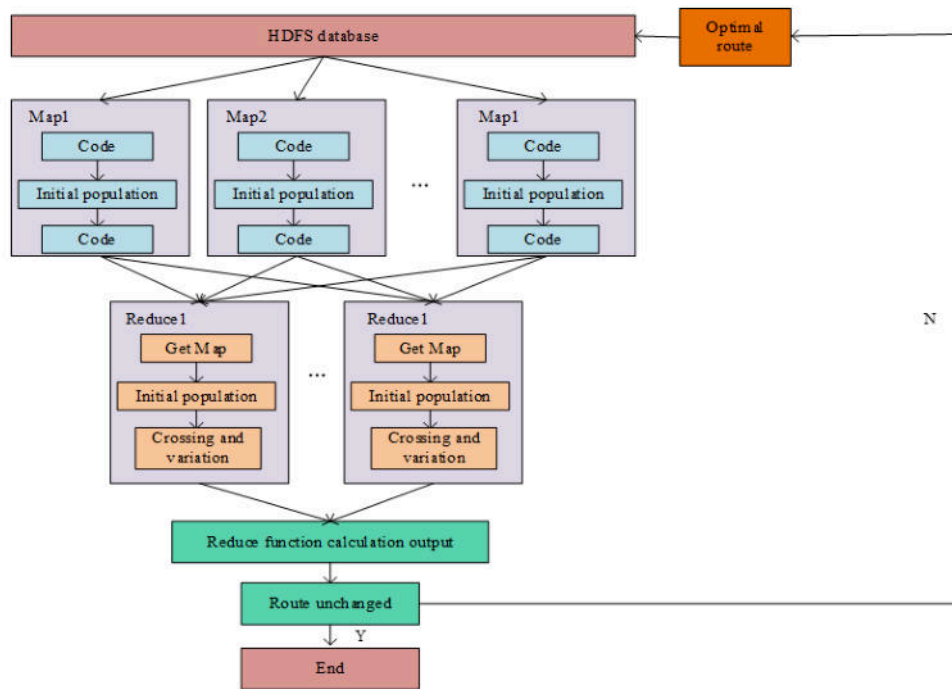 HDFS database
Optimal
route
Map1
Code
Initial population
Code
Map2
Code
Initial population
Code
...
Map1
Code
Initial population
Code
Reduce1
Get Map
Initial population
Crossing and
variation
...
Reduce1
Get Map
Initial population
Crossing and
variation
N
Reduce function calculation output
Route unchanged
Y
End